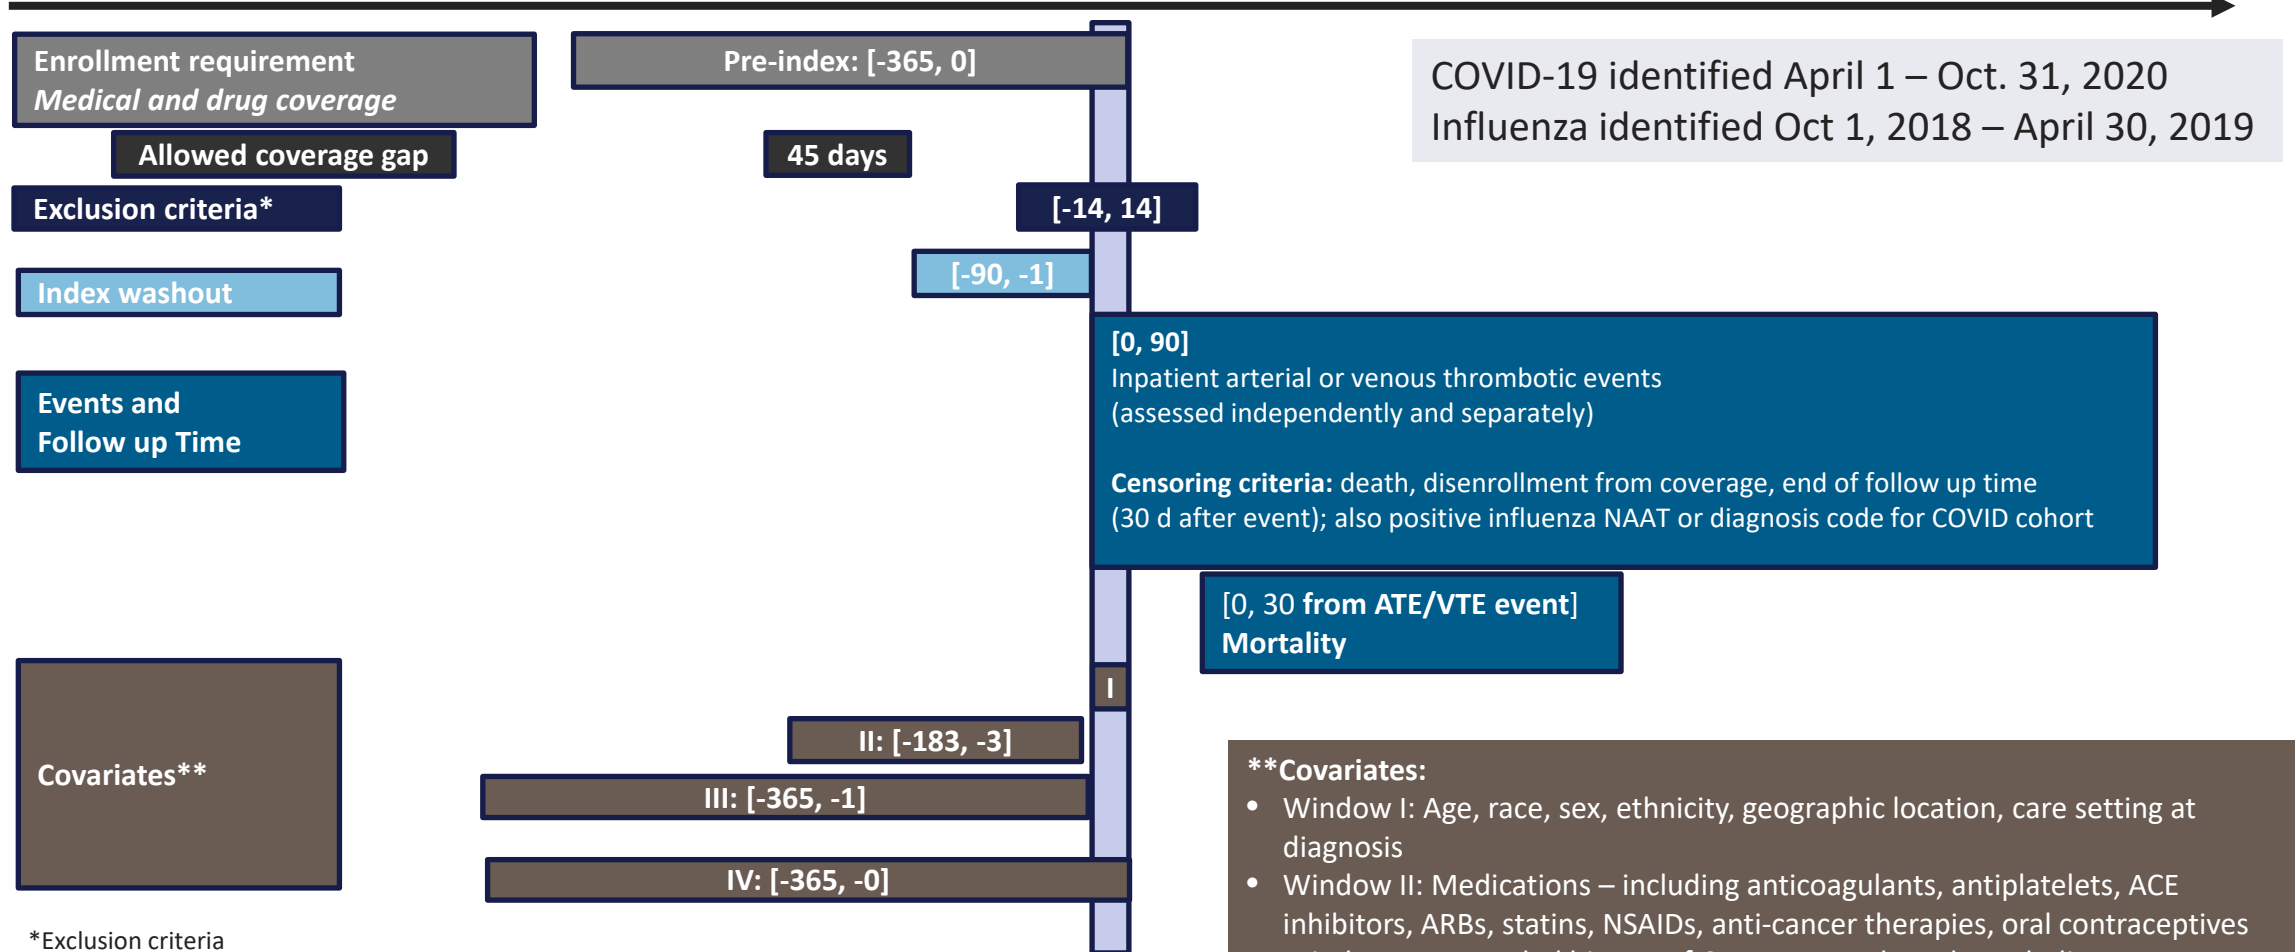 Enrollment requirement
Medical and drug coverage
Pre-index: [-365, 0]
COVID-19 identified April 1 – Oct. 31, 2020
Influenza identified Oct 1, 2018 – April 30, 2019
Allowed coverage gap
45 days
Exclusion criteria*
[-14, 14]
Index washout
[-90, -1]
Events and
Follow up Time
[0, 90]
Inpatient arterial or venous thrombotic events
(assessed independently and separately)
Censoring criteria: death, disenrollment from coverage, end of follow up time
(30 d after event); also positive influenza NAAT or diagnosis code for COVID cohort
[0, 30 from ATE/VTE event]
Mortality
Covariates**
I
II: [-183, -3]
III: [-365, -1]
IV: [-365, -0]
**Covariates:
• Window I: Age, race, sex, ethnicity, geographic location, care setting at
diagnosis
• Window II: Medications – including anticoagulants, antiplatelets, ACE
inhibitors, ARBs, statins, NSAIDs, anti-cancer therapies, oral contraceptives
*Exclusion criteria